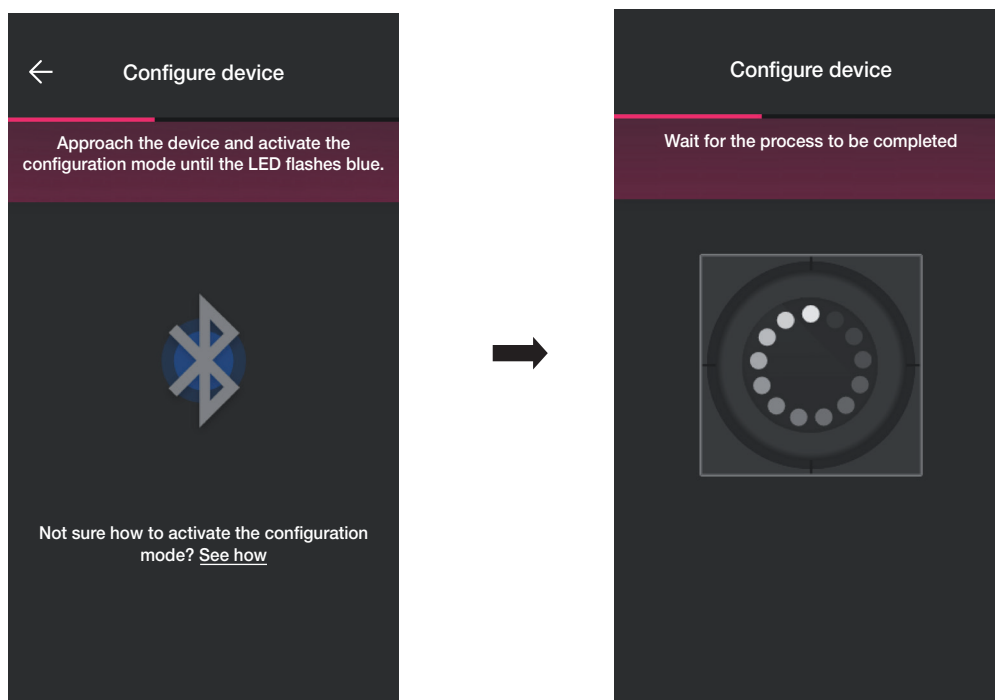 Configure device
Approach the device and activate the
configuration mode until the LED flashes blue.
Not sure how to activate the configuration
mode? See how
Configure device
Wait for the process to be completed